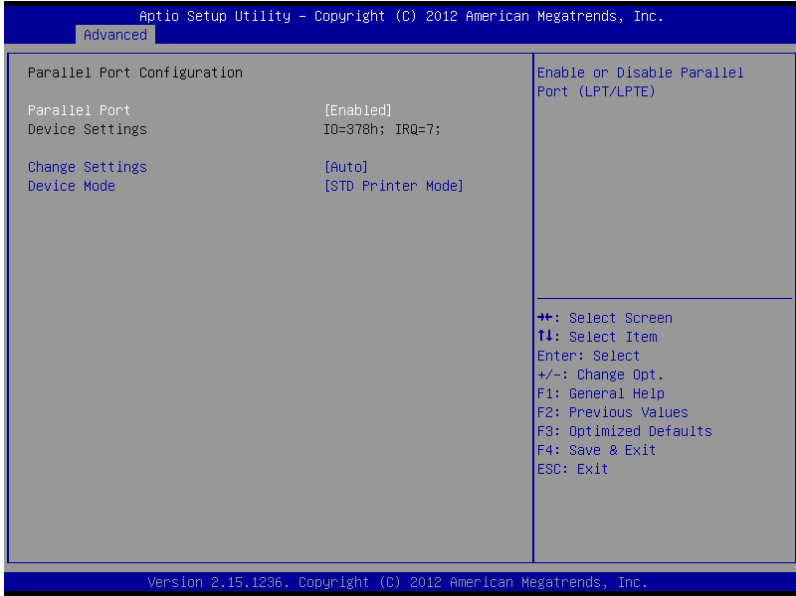 Aptio Setup Utility – Copyright (C) 2012 American Megatrends, Inc.
Advanced
Parallel Port Configuration
Parallel Port [Enabled]
Device Settings IO=378h; IRQ=7;
Change Settings [Auto]
Device Mode [STD Printer Mode]
Enable or Disable Parallel
Port (LPT/LPTE)
→←: Select Screen
↑↓: Select Item
Enter: Select
+/-: Change Opt.
F1: General Help
F2: Previous Values
F3: Optimized Defaults
F4: Save & Exit
ESC: Exit
Version 2.15.1236. Copyright (C) 2012 American Megatrends, Inc.